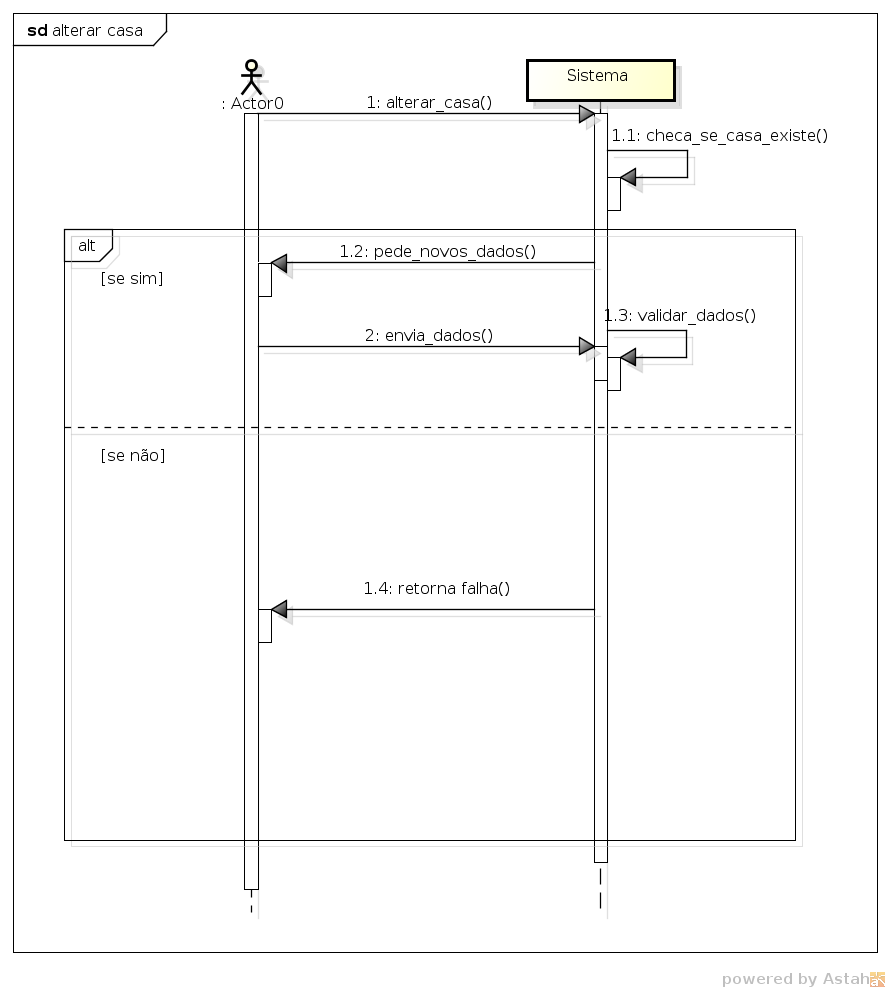 sd alterar casa
Sistema
: Actor0
1: alterar_casa()
1.1: checa_se_casa_existe()
alt
1.2: pede_novos_dados()
[se sim]
1.3: validar_dados()
2: envia_dados()
[se não]
1.4: retorna falha()
powered by Astah